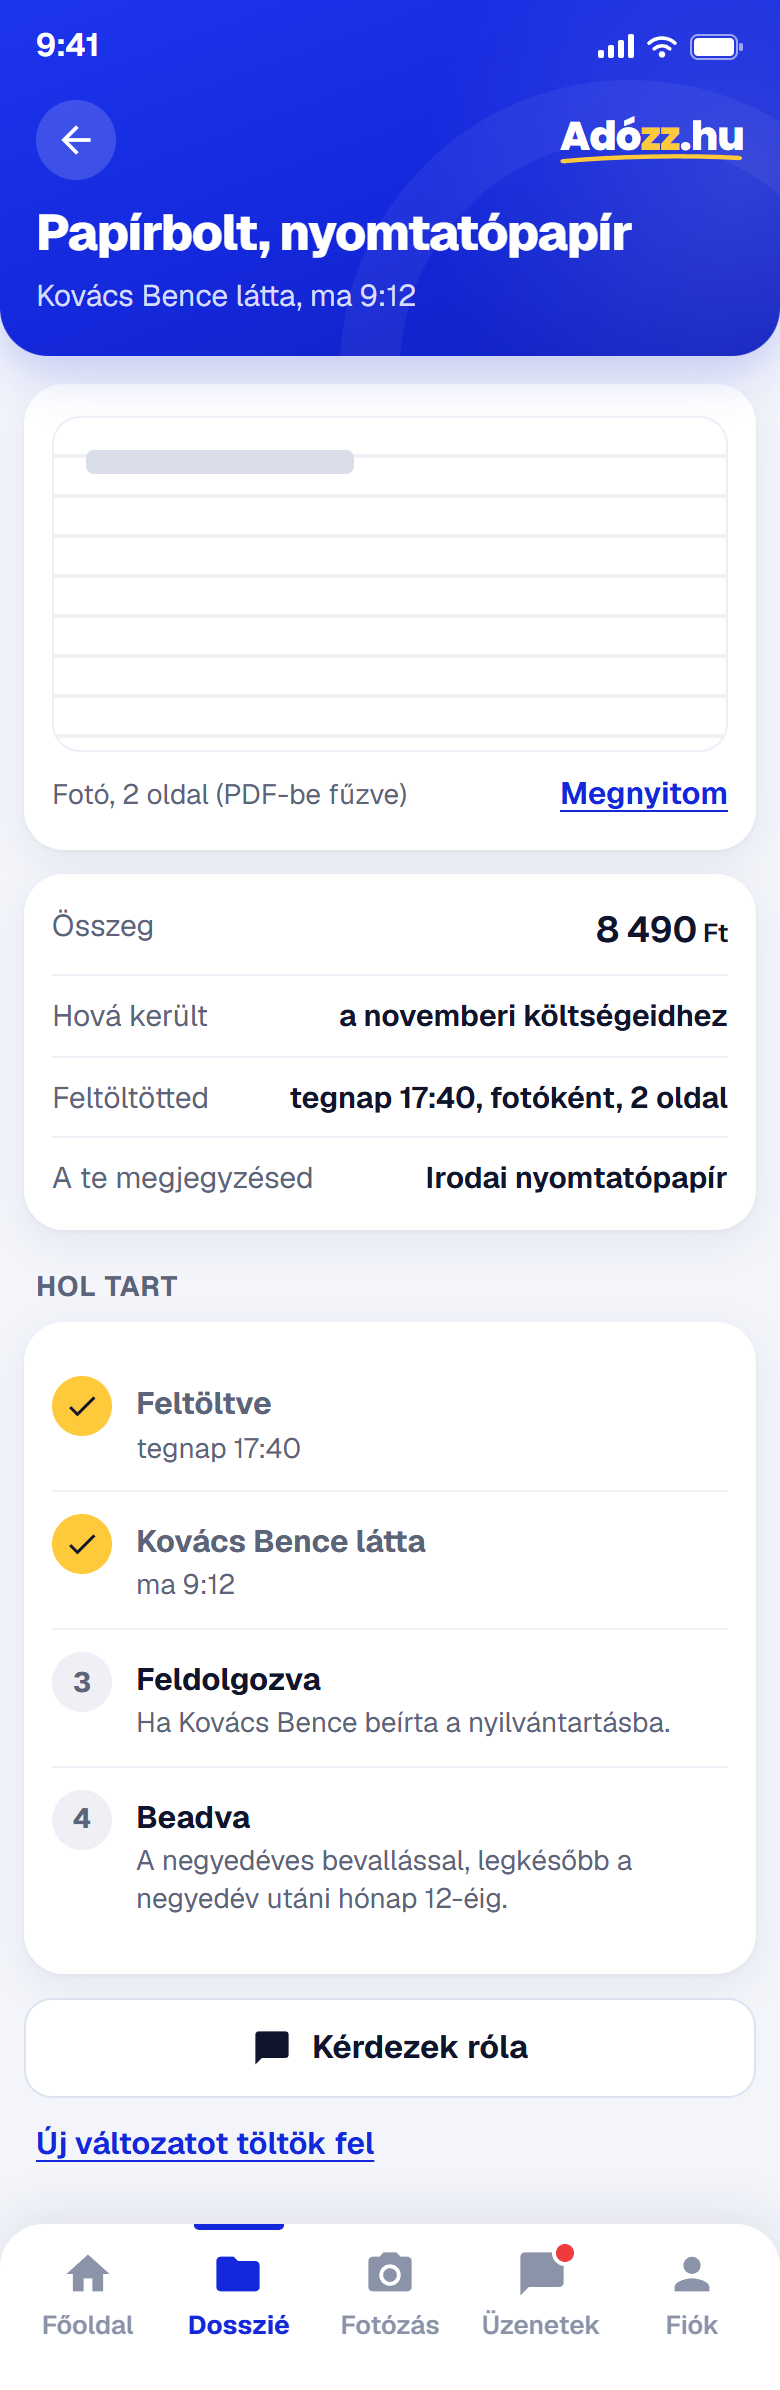 9:41
Adózz.hu
Papírbolt, nyomtatópapír
Kovács Bence látta, ma 9:12
Fotó, 2 oldal (PDF-be fűzve)
Megnyitom
Összeg
8 490 Ft
Hová került
a novemberi költségeidhez
Feltöltötted
tegnap 17:40, fotóként, 2 oldal
A te megjegyzésed
Irodai nyomtatópapír
HOL TART
Feltöltve
tegnap 17:40
Kovács Bence látta
ma 9:12
3
Feldolgozva
Ha Kovács Bence beírta a nyilvántartásba.
4
Beadva
A negyedéves bevallással, legkésőbb a
negyedév utáni hónap 12-éig.
Kérdezek róla
Új változatot töltök fel
Főoldal
Dosszié
Fotózás
Üzenetek
Fiók